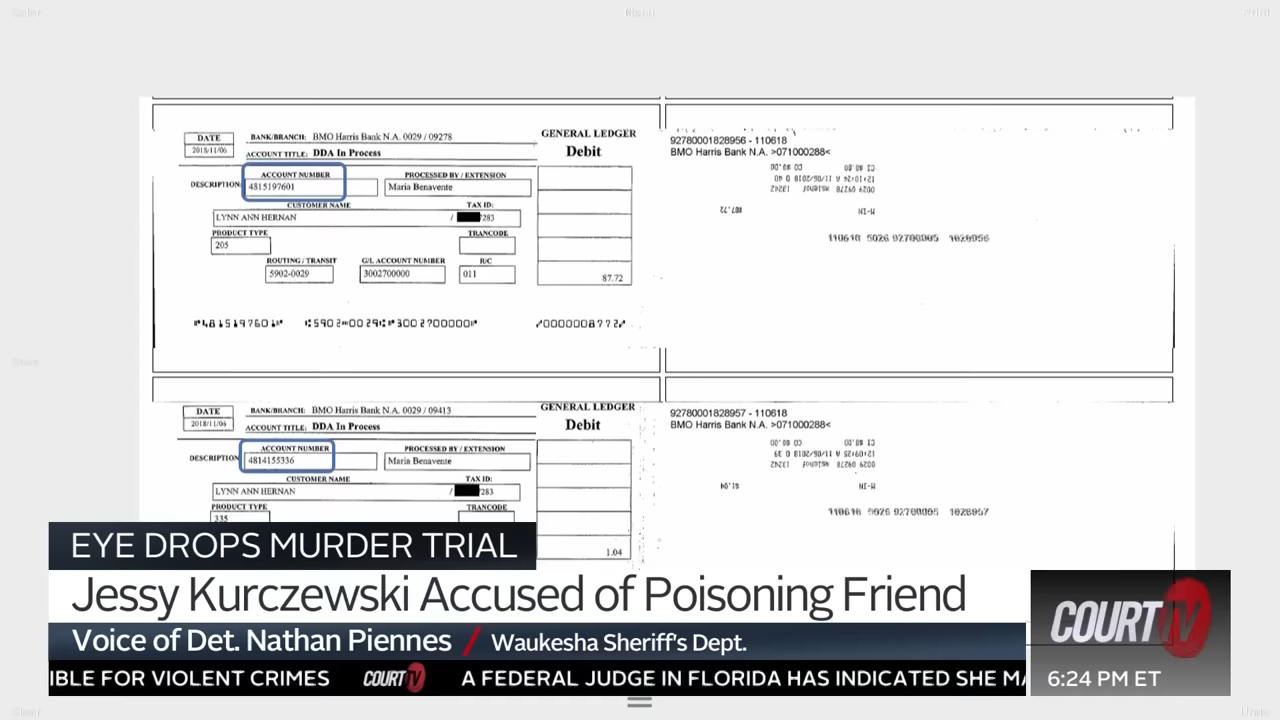 DATE
2018/11/06
BANK/BRANCH: BMO Harris Bank N.A. 0029 / 09278
ACCOUNT TITLE: DDA In Process
GENERAL LEDGER
Debit
DESCRIPTION
ACCOUNT NUMBER
4815197601
PROCESSED BY / EXTENSION
Maria Benavente
CUSTOMER NAME
TAX ID:
LYNN ANN HERNAN / 283
PRODUCT TYPE
205
TRANCODE
ROUTING / TRANSIT
5902-0029
G/L ACCOUNT NUMBER
3002700000
R/C
011
87.72
⑈4815197601⑈ ⑆5902⑉0029⑆3002700000⑈ ⑇0000008772⑇
92780001828956 - 110618
BMO Harris Bank N.A. >071000288<
DATE
2018/11/06
BANK/BRANCH: BMO Harris Bank N.A. 0029 / 09413
ACCOUNT TITLE: DDA In Process
GENERAL LEDGER
Debit
DESCRIPTION
ACCOUNT NUMBER
4814155336
PROCESSED BY / EXTENSION
Maria Benavente
CUSTOMER NAME
TAX ID:
LYNN ANN HERNAN / 283
PRODUCT TYPE
335
TRANCODE
1.04
92780001828957 - 110618
BMO Harris Bank N.A. >071000288<
EYE DROPS MURDER TRIAL
Jessy Kurczewski Accused of Poisoning Friend
Voice of Det. Nathan Piennes / Waukesha Sheriff's Dept.
IBLE FOR VIOLENT CRIMES COURT TV A FEDERAL JUDGE IN FLORIDA HAS INDICATED SHE MA
COURT TV
6:24 PM ET